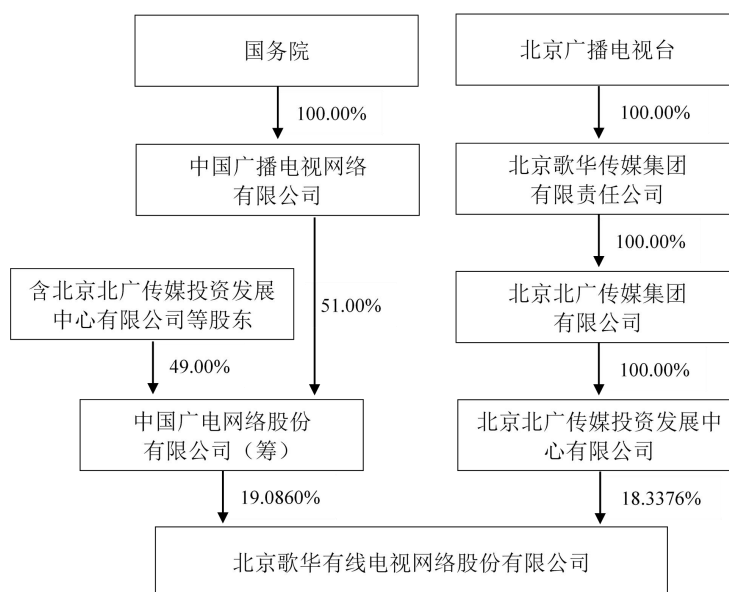 国务院
北京广播电视台
100.00%
100.00%
中国广播电视网络
有限公司
北京歌华传媒集团
有限责任公司
100.00%
含北京北广传媒投资发展
中心有限公司等股东
51.00%
北京北广传媒集团
有限公司
49.00%
100.00%
中国广电网络股份
有限公司（筹）
北京北广传媒投资发展中
心有限公司
19.0860%
18.3376%
北京歌华有线电视网络股份有限公司